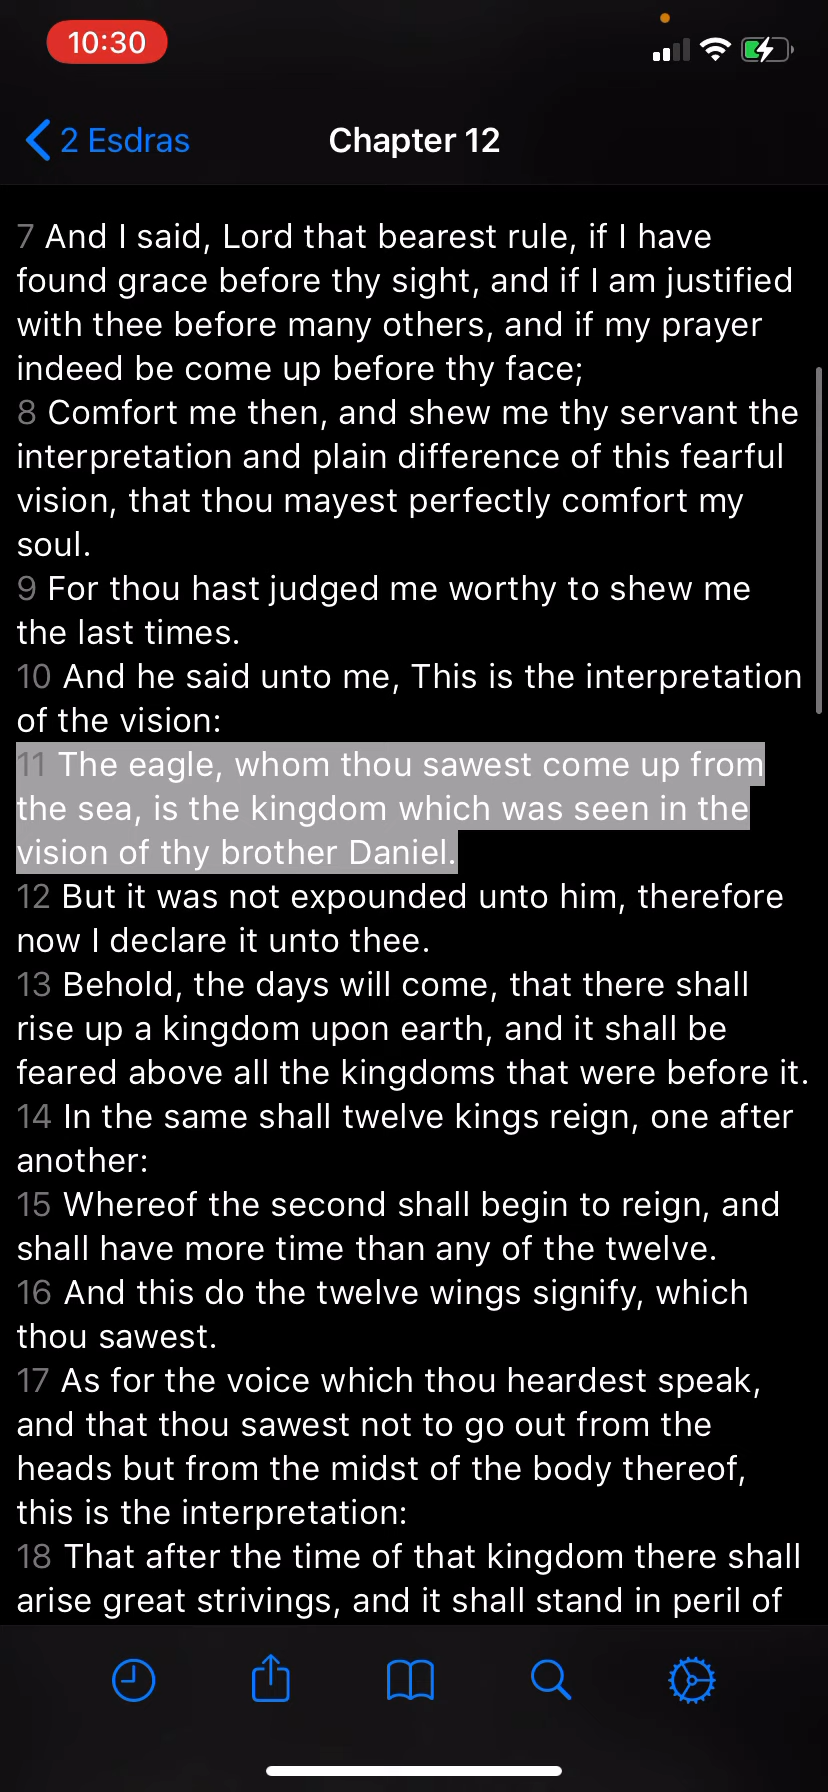 10:30
2 Esdras
Chapter 12
7 And I said, Lord that bearest rule, if I have
found grace before thy sight, and if I am justified
with thee before many others, and if my prayer
indeed be come up before thy face;
8 Comfort me then, and shew me thy servant the
interpretation and plain difference of this fearful
vision, that thou mayest perfectly comfort my
soul.
9 For thou hast judged me worthy to shew me
the last times.
10 And he said unto me, This is the interpretation
of the vision:
11 The eagle, whom thou sawest come up from
the sea, is the kingdom which was seen in the
vision of thy brother Daniel.
12 But it was not expounded unto him, therefore
now I declare it unto thee.
13 Behold, the days will come, that there shall
rise up a kingdom upon earth, and it shall be
feared above all the kingdoms that were before it.
14 In the same shall twelve kings reign, one after
another:
15 Whereof the second shall begin to reign, and
shall have more time than any of the twelve.
16 And this do the twelve wings signify, which
thou sawest.
17 As for the voice which thou heardest speak,
and that thou sawest not to go out from the
heads but from the midst of the body thereof,
this is the interpretation:
18 That after the time of that kingdom there shall
arise great strivings, and it shall stand in peril of